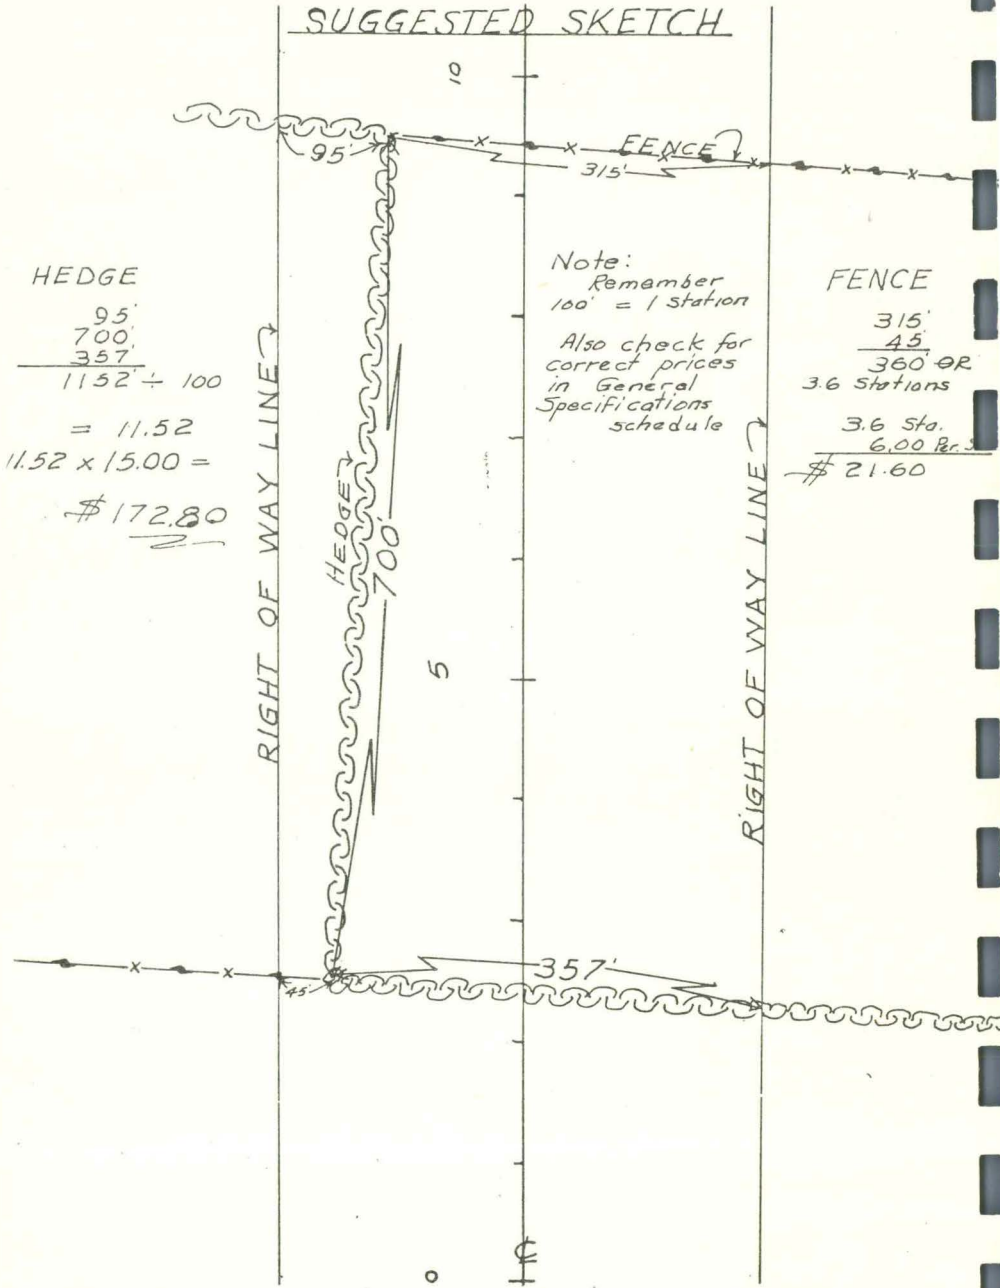 SUGGESTED SKETCH
10
95'
FENCE
315'
HEDGE
95'
700'
357'
1152' ÷ 100
= 11.52
11.52 x 15.00 =
$ 172.80
Note:
Remember
100' = 1 station
Also check for
correct prices
in General
Specifications
schedule
FENCE
315'
45'
360' OR
3.6 Stations
3.6 Sta.
6.00 Per. S
$ 21.60
RIGHT OF WAY LINE
HEDGE
700'
5
RIGHT OF WAY LINE
357'
45'
℄
0